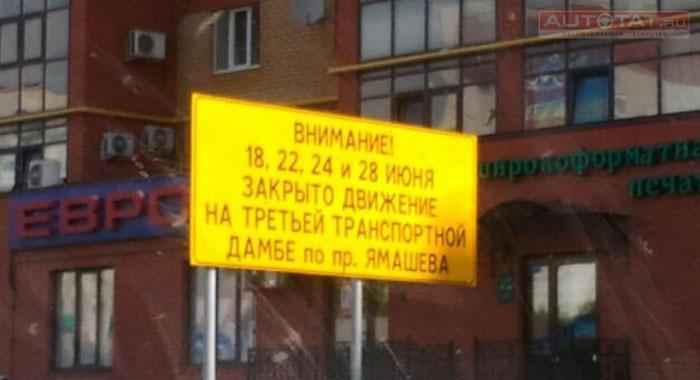 AUTOTAT.RU
ВНИМАНИЕ!
18, 22, 24 и 28 ИЮНЯ
ЗАКРЫТО ДВИЖЕНИЕ
НА ТРЕТЬЕЙ ТРАНСПОРТНОЙ
ДАМБЕ по пр. ЯМАШЕВА
ЕВРО
широкоформатна
печа